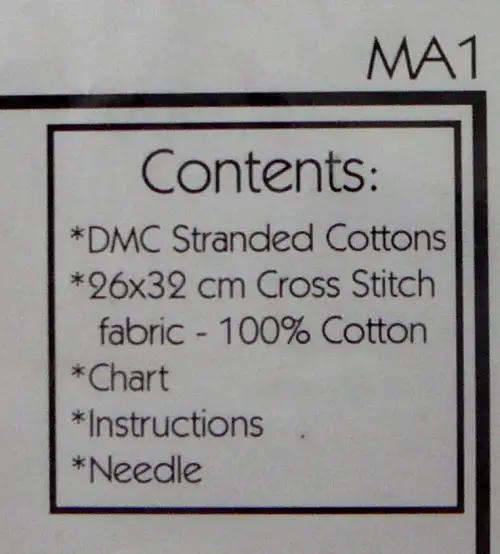 MA1
Contents:
*DMC Stranded Cottons
*26x32 cm Cross Stitch
fabric - 100% Cotton
*Chart
*Instructions
*Needle